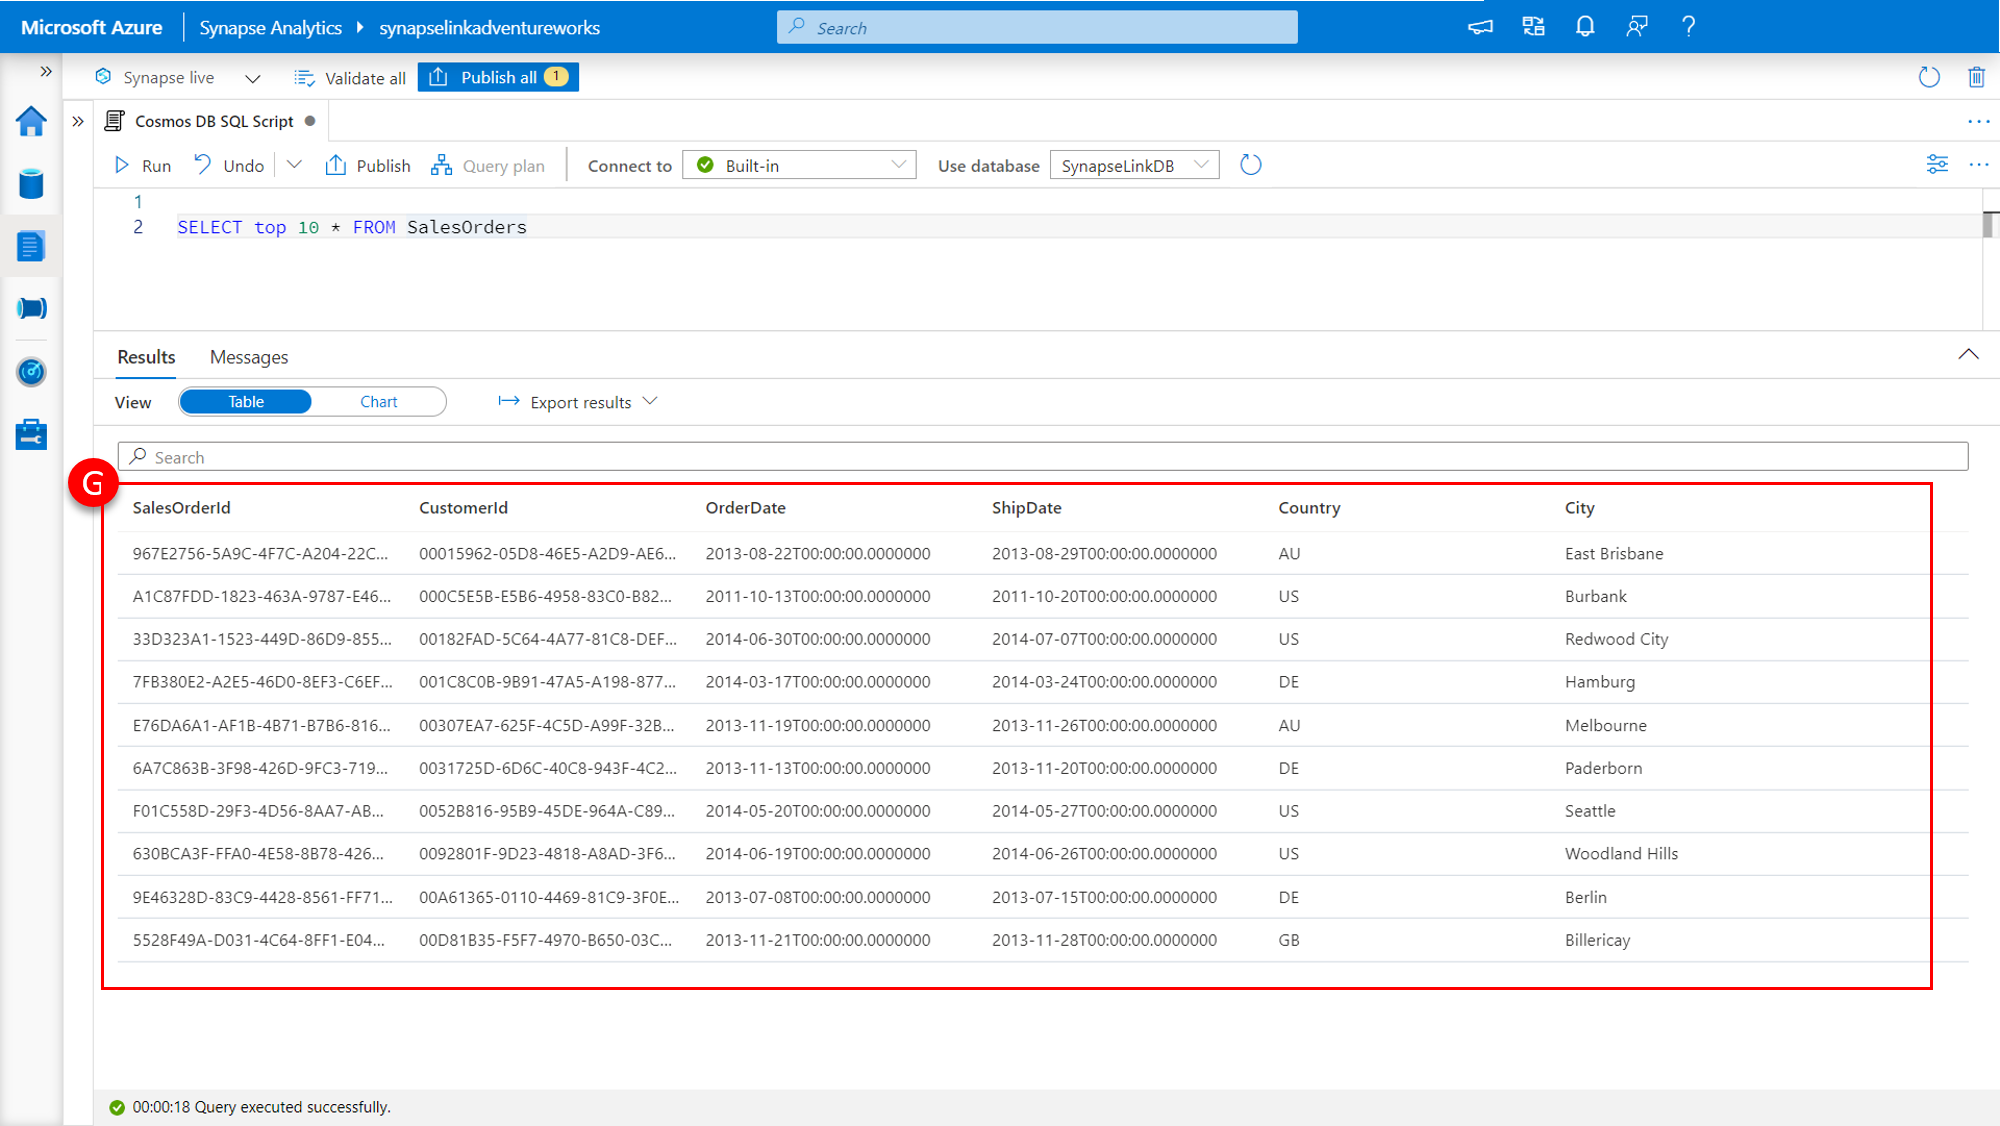 Microsoft Azure Synapse Analytics synapselinkadventureworks Search ?
Synapse live Validate all Publish all 1
Cosmos DB SQL Script
Run Undo Publish Query plan Connect to Built-in Use database SynapseLinkDB
1
2 SELECT top 10 * FROM SalesOrders
Results Messages
View Table Chart Export results
Search
G
SalesOrderId CustomerId OrderDate ShipDate Country City
967E2756-5A9C-4F7C-A204-22C... 00015962-05D8-46E5-A2D9-AE6... 2013-08-22T00:00:00.0000000 2013-08-29T00:00:00.0000000 AU East Brisbane
A1C87FDD-1823-463A-9787-E46... 000C5E5B-E5B6-4958-83C0-B82... 2011-10-13T00:00:00.0000000 2011-10-20T00:00:00.0000000 US Burbank
33D323A1-1523-449D-86D9-855... 00182FAD-5C64-4A77-81C8-DEF... 2014-06-30T00:00:00.0000000 2014-07-07T00:00:00.0000000 US Redwood City
7FB380E2-A2E5-46D0-8EF3-C6EF... 001C8C0B-9B91-47A5-A198-877... 2014-03-17T00:00:00.0000000 2014-03-24T00:00:00.0000000 DE Hamburg
E76DA6A1-AF1B-4B71-B7B6-816... 00307EA7-625F-4C5D-A99F-32B... 2013-11-19T00:00:00.0000000 2013-11-26T00:00:00.0000000 AU Melbourne
6A7C863B-3F98-426D-9FC3-719... 0031725D-6D6C-40C8-943F-4C2... 2013-11-13T00:00:00.0000000 2013-11-20T00:00:00.0000000 DE Paderborn
F01C558D-29F3-4D56-8AA7-AB... 0052B816-95B9-45DE-964A-C89... 2014-05-20T00:00:00.0000000 2014-05-27T00:00:00.0000000 US Seattle
630BCA3F-FFA0-4E58-8B78-426... 0092801F-9D23-4818-A8AD-3F6... 2014-06-19T00:00:00.0000000 2014-06-26T00:00:00.0000000 US Woodland Hills
9E46328D-83C9-4428-8561-FF71... 00A61365-0110-4469-81C9-3F0E... 2013-07-08T00:00:00.0000000 2013-07-15T00:00:00.0000000 DE Berlin
5528F49A-D031-4C64-8FF1-E04... 00D81B35-F5F7-4970-B650-03C... 2013-11-21T00:00:00.0000000 2013-11-28T00:00:00.0000000 GB Billericay
00:00:18 Query executed successfully.